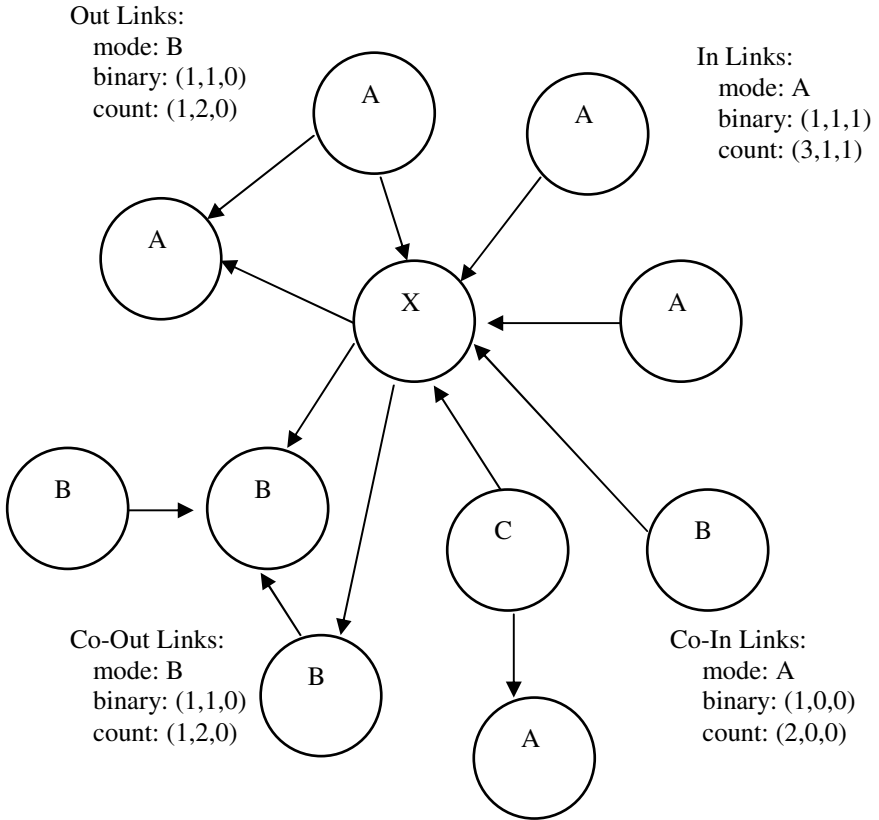 Out Links:
mode: B
binary: (1,1,0)
count: (1,2,0)
In Links:
mode: A
binary: (1,1,1)
count: (3,1,1)
A
A
A
X
A
B
B
C
B
Co-Out Links:
mode: B
binary: (1,1,0)
count: (1,2,0)
B
Co-In Links:
mode: A
binary: (1,0,0)
count: (2,0,0)
A